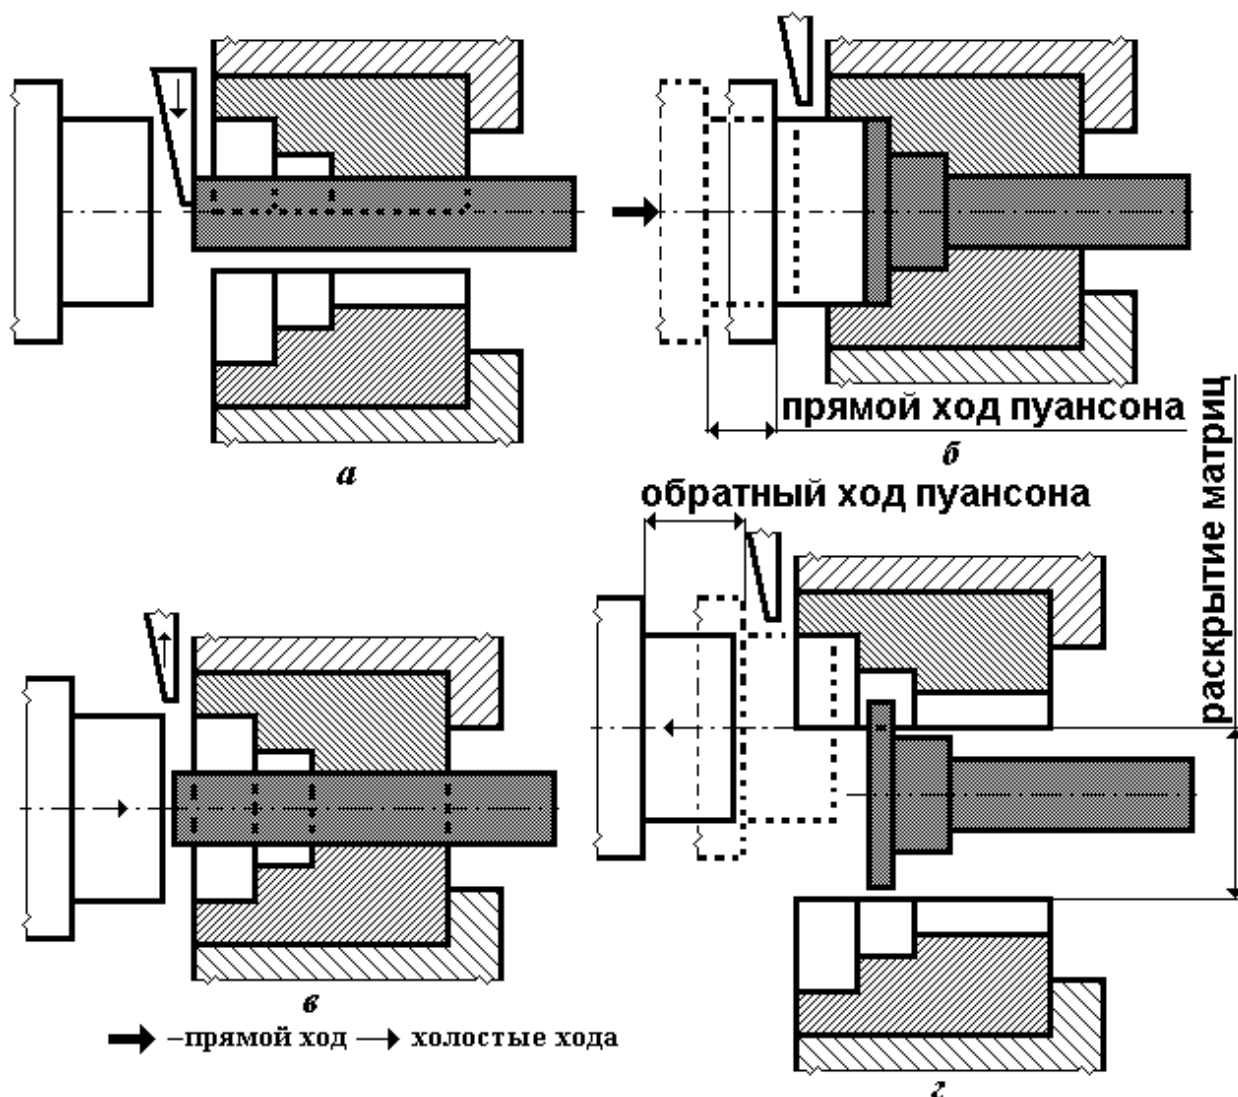 а
прямой ход пуансона
б
обратный ход пуансона
раскрытие матриц
в
–прямой ход холостые хода
г